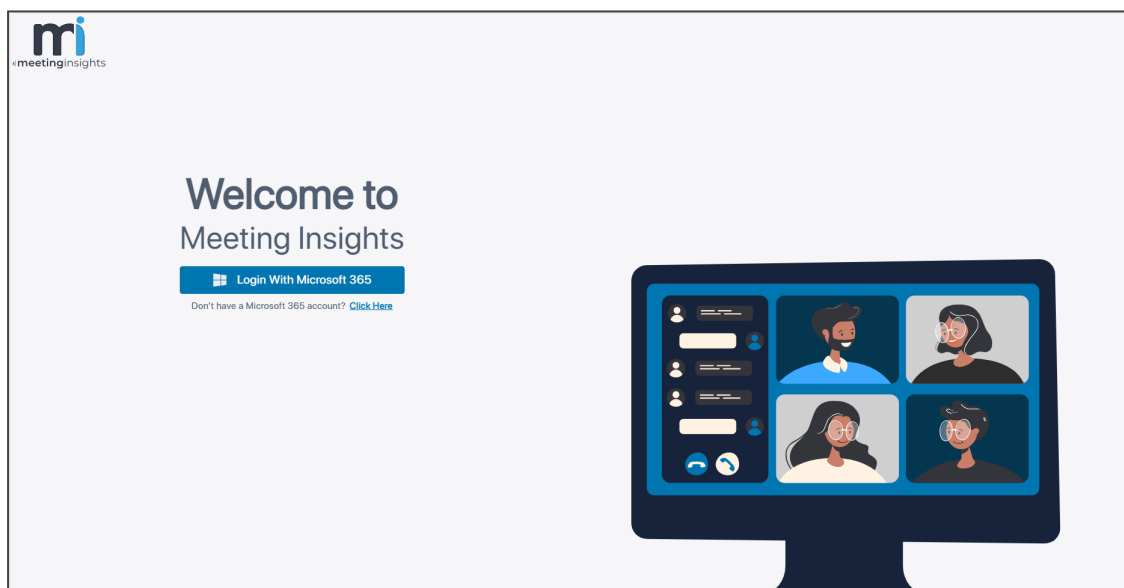 mi
meetinginsights
Welcome to
Meeting Insights
Login With Microsoft 365
Don't have a Microsoft 365 account? Click Here